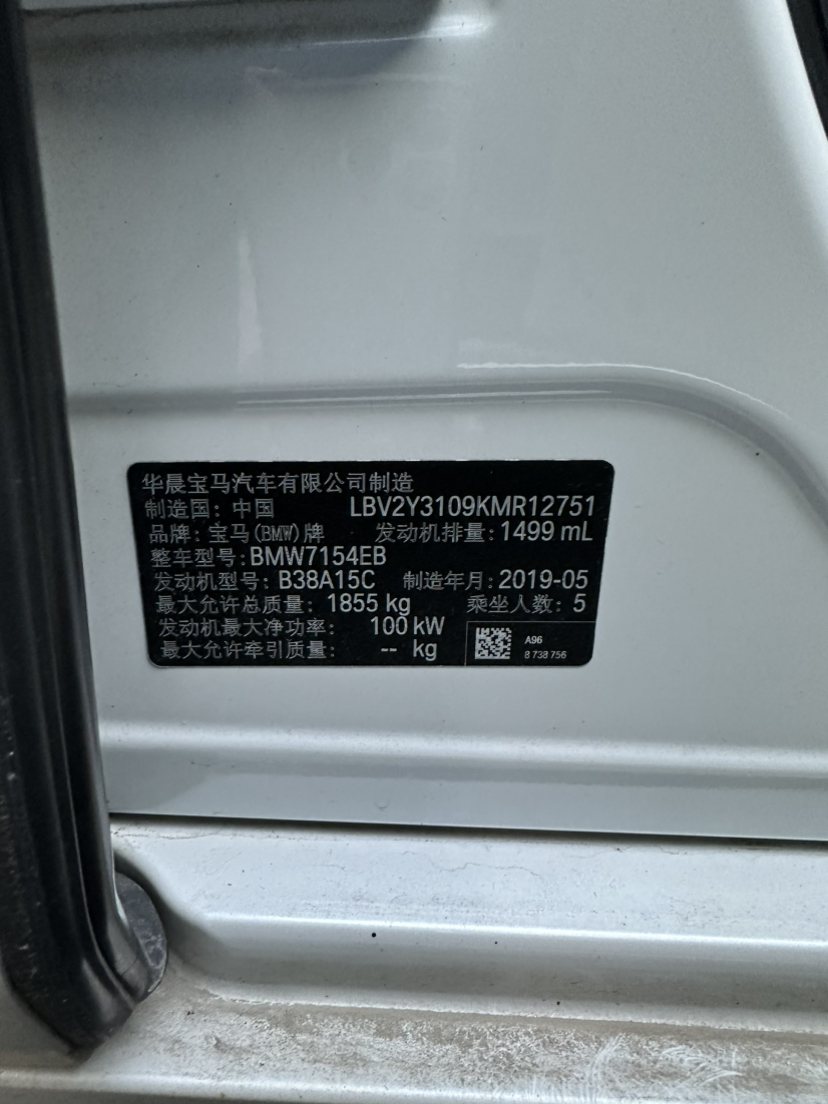 华晨宝马汽车有限公司制造
制造国: 中国 LBV2Y3109KMR12751
品牌: 宝马(BMW)牌 发动机排量: 1499 mL
整车型号: BMW7154EB
发动机型号: B38A15C 制造年月: 2019-05
最大允许总质量: 1855 kg 乘坐人数: 5
发动机最大净功率: 100 kW
最大允许牵引质量: -- kg
A96
8 738 756